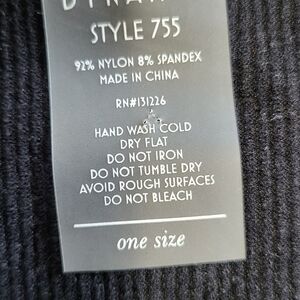 STYLE 755
92% NYLON 8% SPANDEX
MADE IN CHINA
RN#131226
HAND WASH COLD
DRY FLAT
DO NOT IRON
DO NOT TUMBLE DRY
AVOID ROUGH SURFACES
DO NOT BLEACH
one size